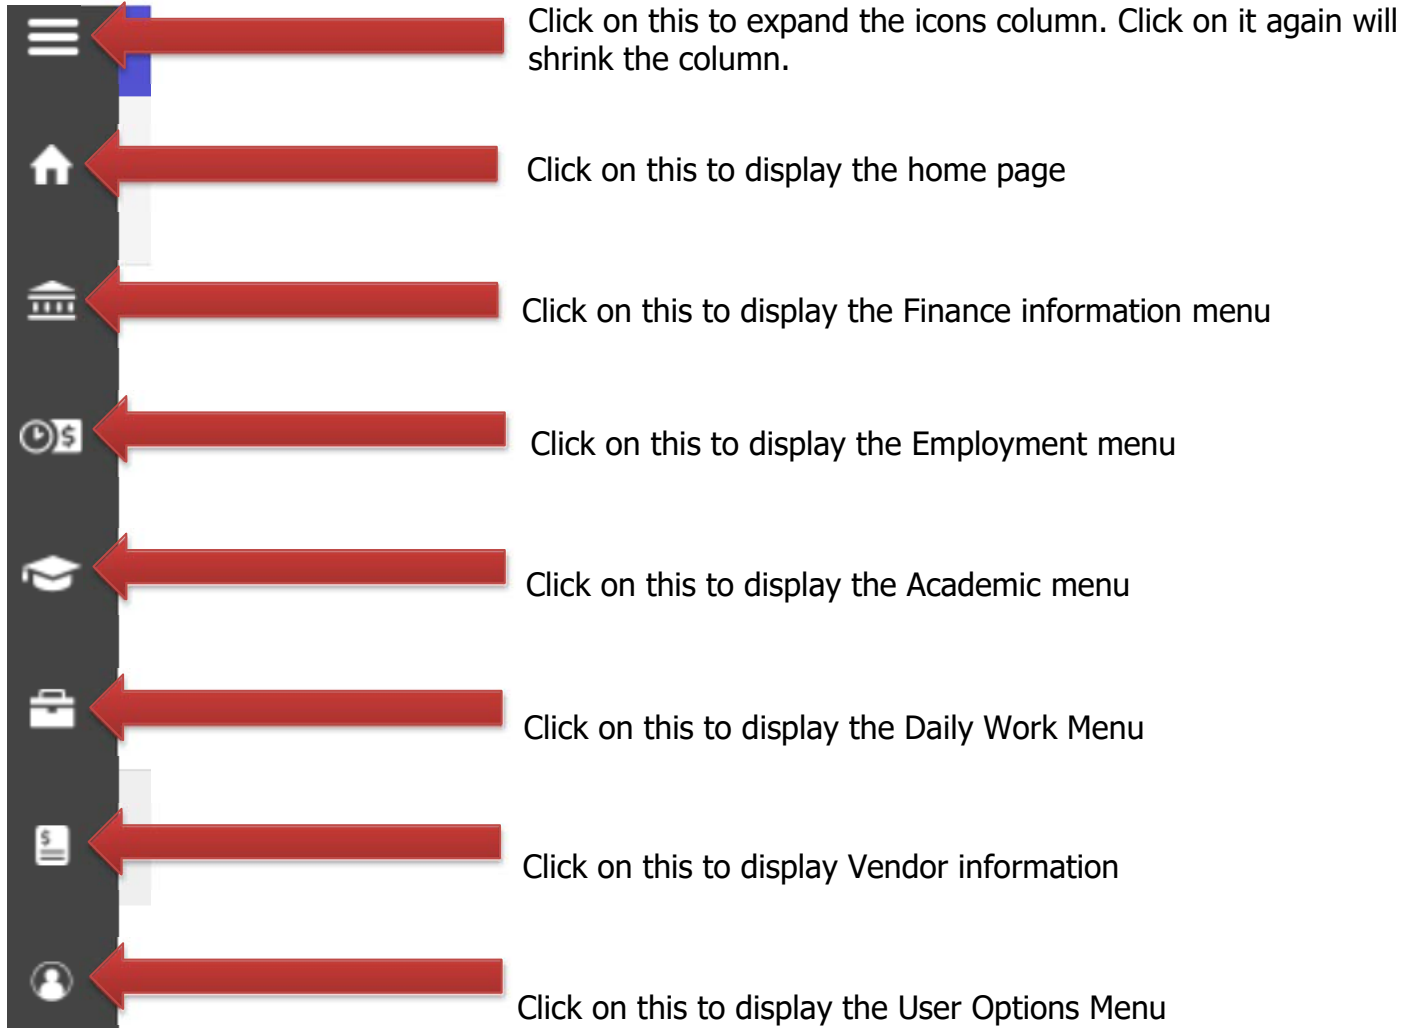 Click on this to expand the icons column. Click on it again will
shrink the column.
Click on this to display the home page
Click on this to display the Finance information menu
$
Click on this to display the Employment menu
Click on this to display the Academic menu
Click on this to display the Daily Work Menu
$
Click on this to display Vendor information
Click on this to display the User Options Menu